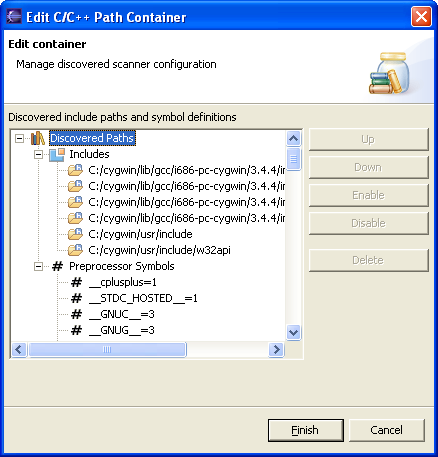 Edit C/C++ Path Container
Edit container
Manage discovered scanner configuration
Discovered include paths and symbol definitions
Discovered Paths
Includes
C:/cygwin/lib/gcc/i686-pc-cygwin/3.4.4/in
C:/cygwin/lib/gcc/i686-pc-cygwin/3.4.4/in
C:/cygwin/lib/gcc/i686-pc-cygwin/3.4.4/in
C:/cygwin/lib/gcc/i686-pc-cygwin/3.4.4/in
C:/cygwin/usr/include
C:/cygwin/usr/include/w32api
# Preprocessor Symbols
# __cplusplus=1
# __STDC_HOSTED__=1
# __GNUC__=3
# __GNUG__=3
Up
Down
Enable
Disable
Delete
Finish
Cancel